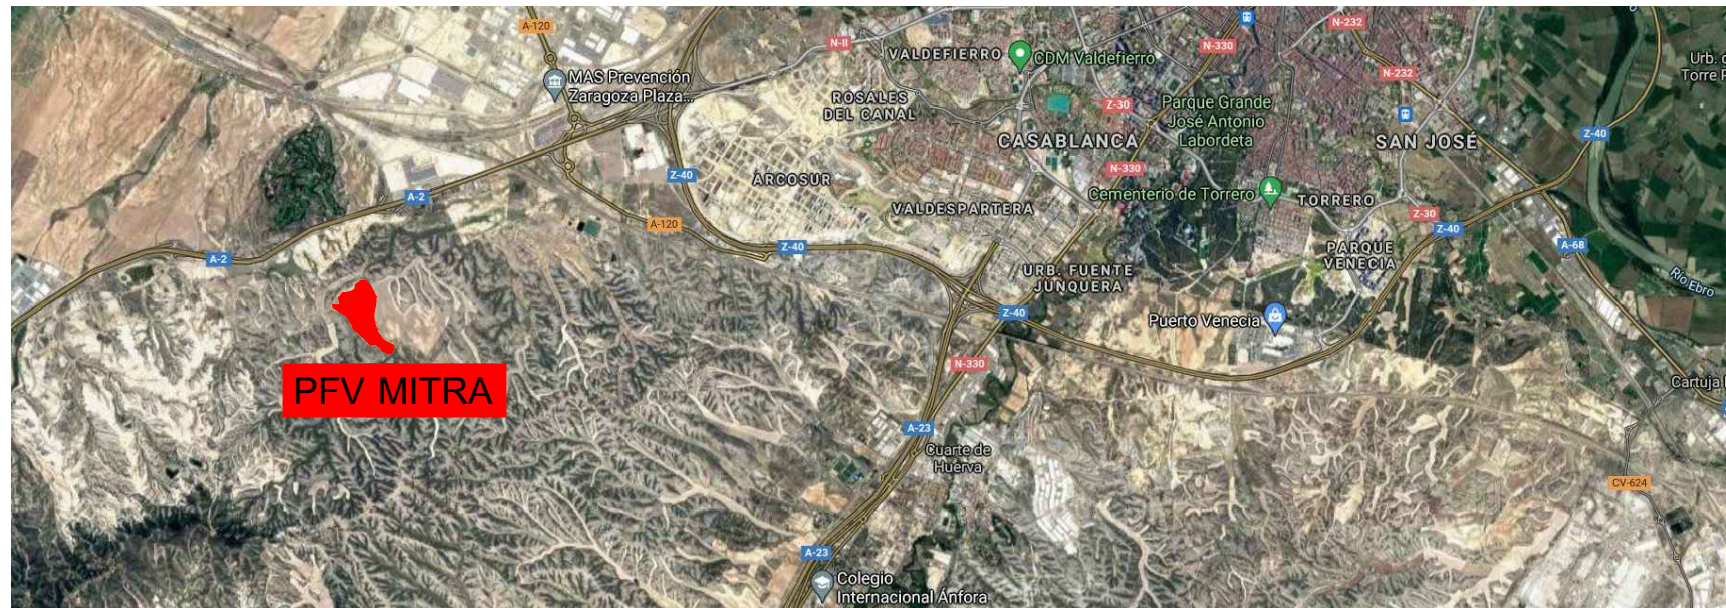 A-120
N-II
VALDEFIERRO
CDM Valdefierro
N-330
N-232
N-232
MAS Prevención
Zaragoza Plaza...
ROSALES
DEL CANAL
Z-30
Parque Grande
José Antonio
Labordeta
CASABLANCA
SAN JOSÉ
Z-40
Z-40
ARCOSUR
N-330
A-2
VALDESPARTERA
Cementerio de Torrero
TORRERO
Z-30
A-120
Z-40
Z-40
A-68
PARQUE
VENECIA
A-2
URB. FUENTE
JUNQUERA
Río Ebro
Z-40
Puerto Venecia
N-330
PFV MITRA
A-23
Cuarte de
Huerva
CV-624
A-23
Colegio
Internacional Ánfora